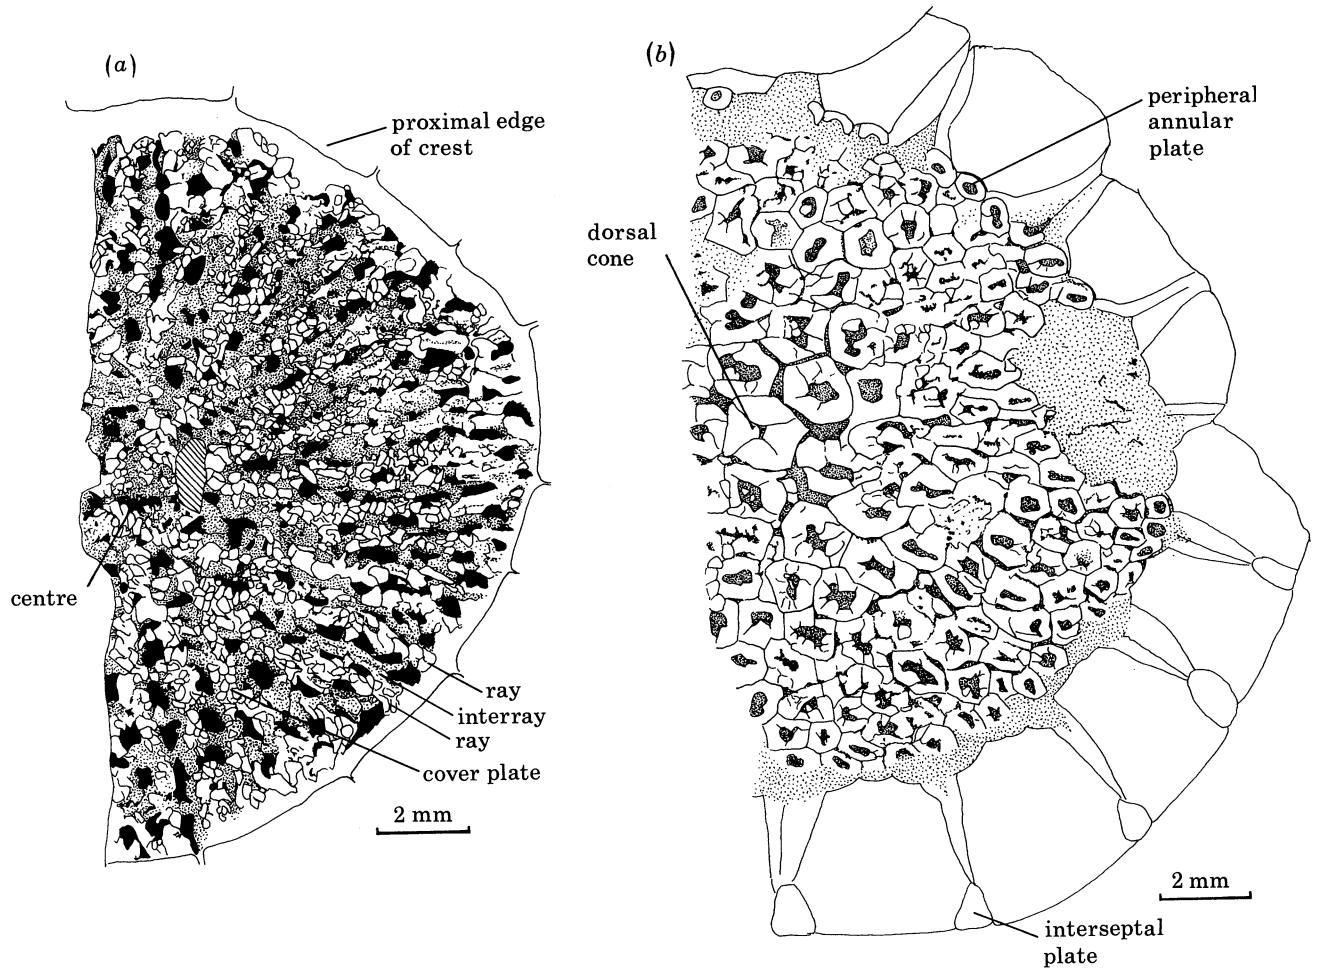 (a)
proximal edge
of crest
centre
ray
interray
ray
cover plate
2 mm
(b)
peripheral
annular
plate
dorsal
cone
2 mm
interseptal
plate